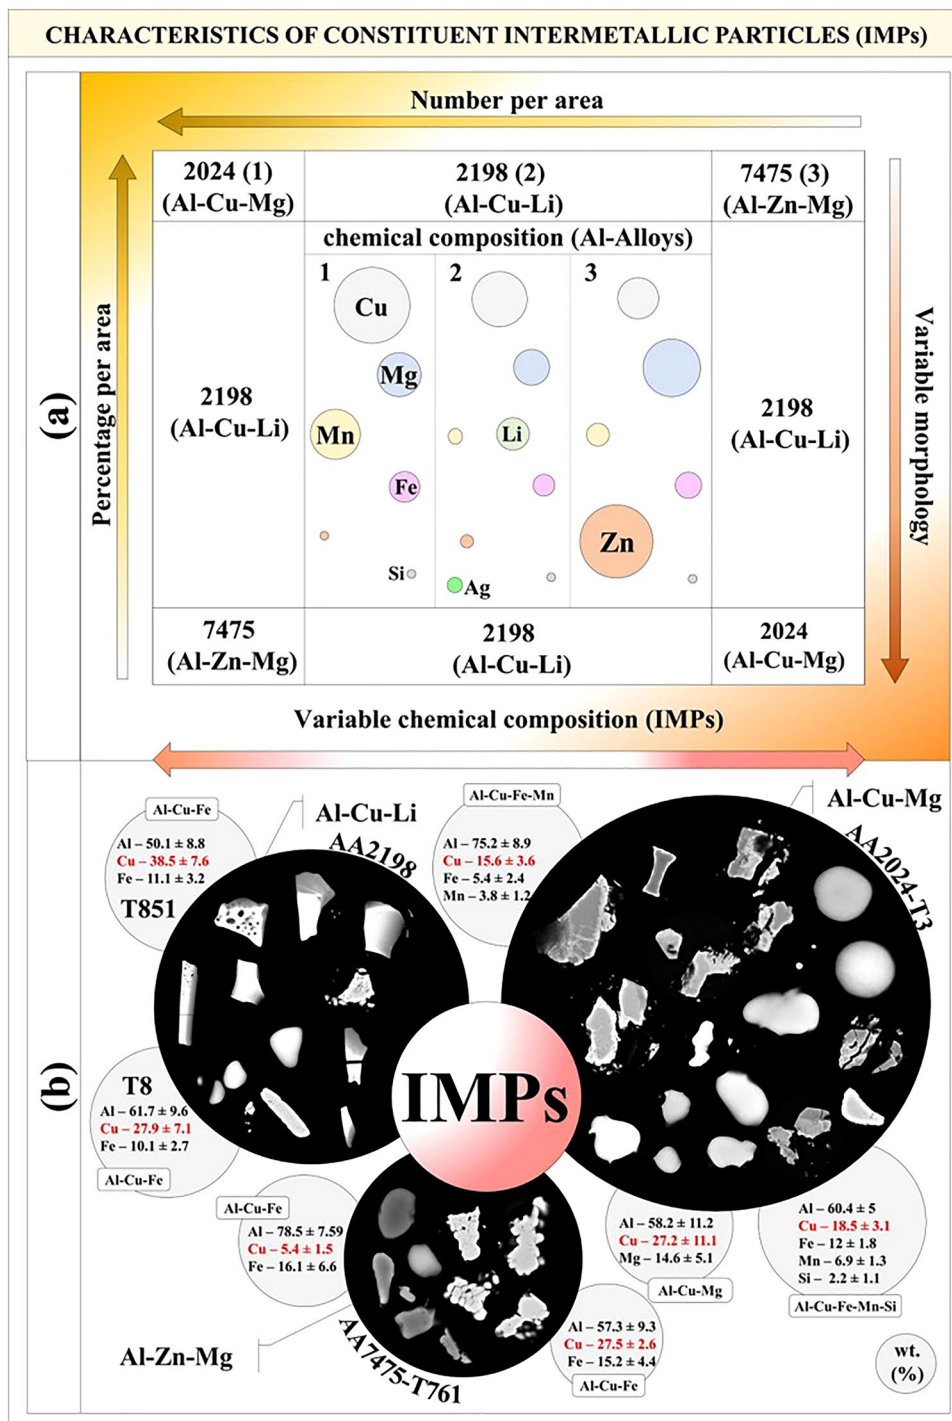 CHARACTERISTICS OF CONSTITUENT INTERMETALLIC PARTICLES (IMPs)
(a)
Number per area
Percentage per area
Variable morphology
2024 (1)
(Al-Cu-Mg)
2198 (2)
(Al-Cu-Li)
7475 (3)
(Al-Zn-Mg)
chemical composition (Al-Alloys)
1
2
3
Cu
Mg
Mn
Li
Fe
Zn
Si
Ag
2198
(Al-Cu-Li)
2198
(Al-Cu-Li)
7475
(Al-Zn-Mg)
2198
(Al-Cu-Li)
2024
(Al-Cu-Mg)
Variable chemical composition (IMPs)
(b)
Al-Cu-Fe
Al – 50.1 ± 8.8
Cu – 38.5 ± 7.6
Fe – 11.1 ± 3.2
T851
Al-Cu-Li
AA2198
Al-Cu-Fe-Mn
Al – 75.2 ± 8.9
Cu – 15.6 ± 3.6
Fe – 5.4 ± 2.4
Mn – 3.8 ± 1.2
Al-Cu-Mg
AA2024-T3
IMPs
T8
Al – 61.7 ± 9.6
Cu – 27.9 ± 7.1
Fe – 10.1 ± 2.7
Al-Cu-Fe
Al-Cu-Fe
Al – 78.5 ± 7.59
Cu – 5.4 ± 1.5
Fe – 16.1 ± 6.6
Al – 58.2 ± 11.2
Cu – 27.2 ± 11.1
Mg – 14.6 ± 5.1
Al-Cu-Mg
Al – 60.4 ± 5
Cu – 18.5 ± 3.1
Fe – 12 ± 1.8
Mn – 6.9 ± 1.3
Si – 2.2 ± 1.1
Al-Cu-Fe-Mn-Si
Al-Zn-Mg
AA7475-T761
Al – 57.3 ± 9.3
Cu – 27.5 ± 2.6
Fe – 15.2 ± 4.4
Al-Cu-Fe
wt.
(%)